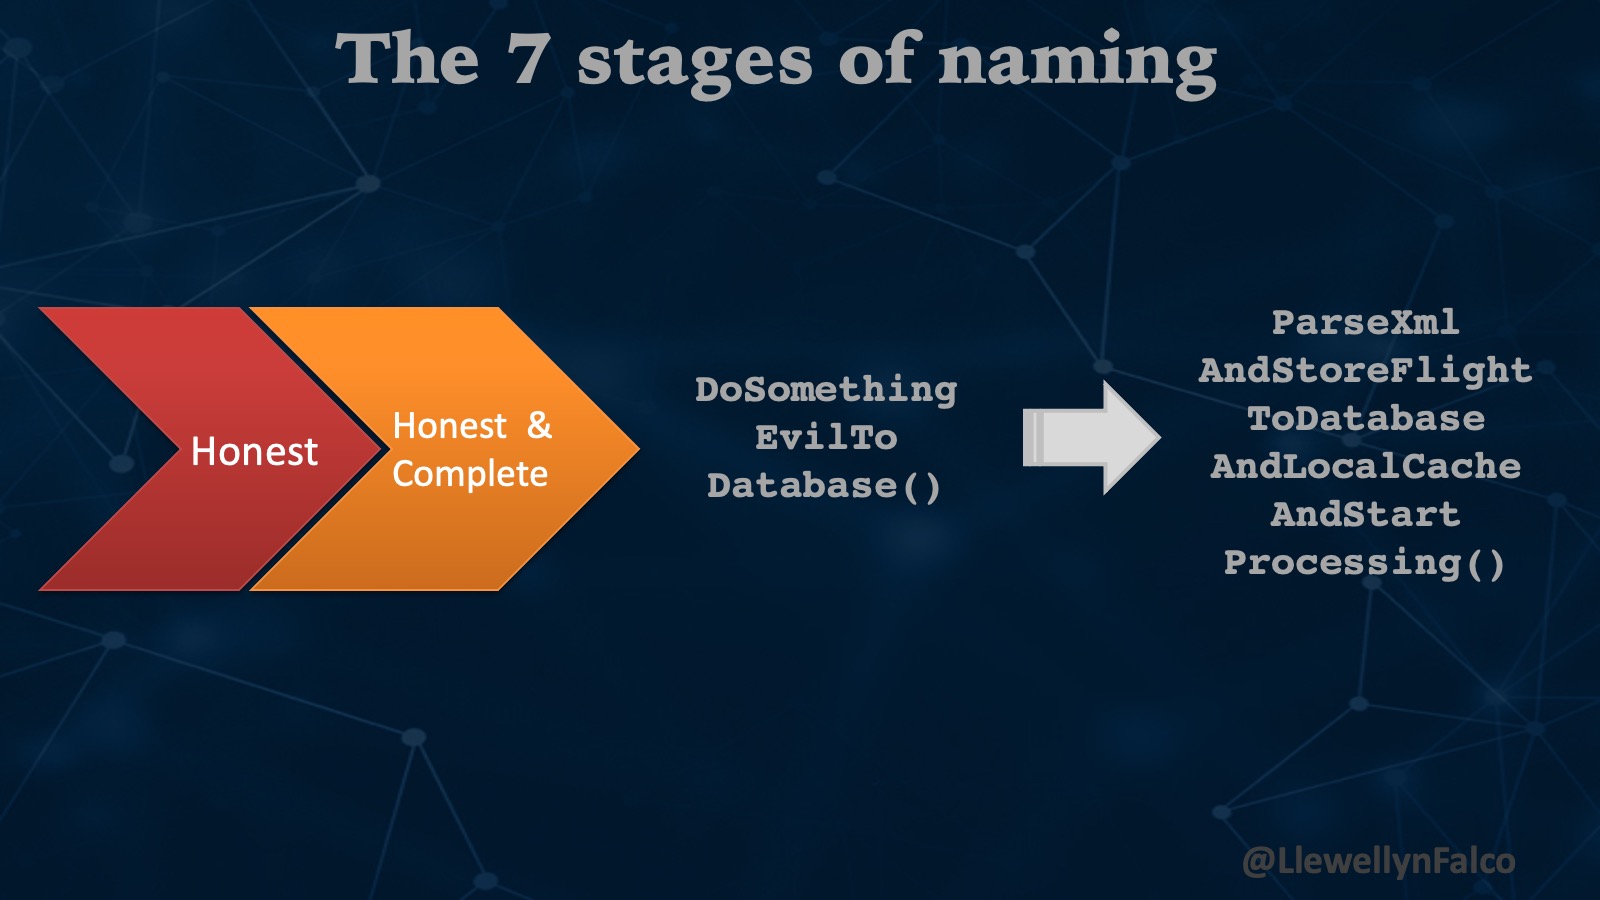 The 7 stages of naming
Honest
Honest &
Complete
DoSomething
EvilTo
Database()
ParseXml
AndStoreFlight
ToDatabase
AndLocalCache
AndStart
Processing()
@LlewellynFalco